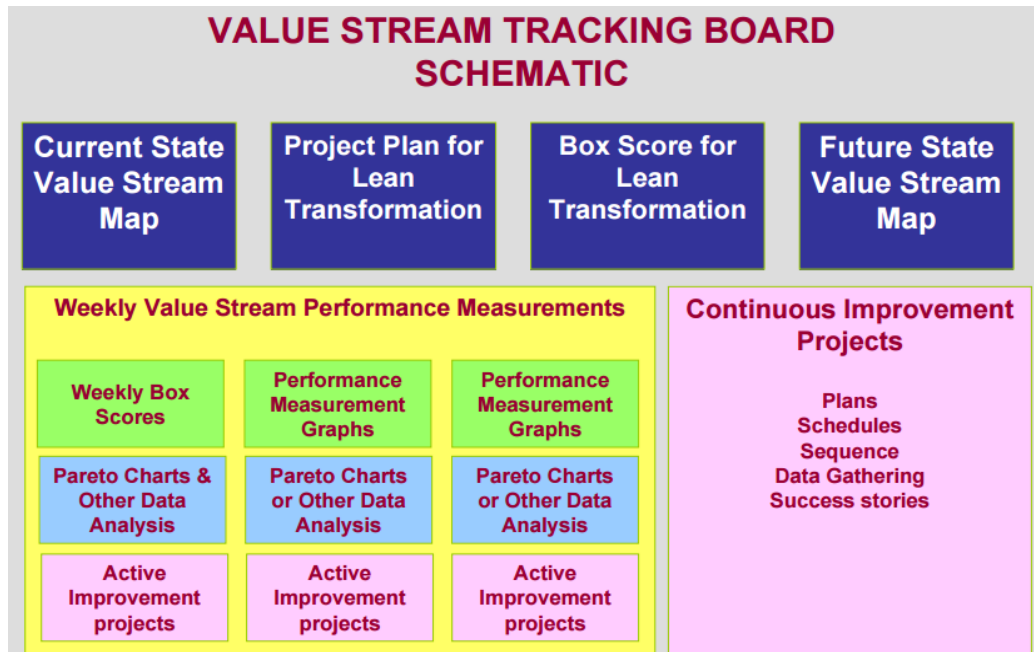 VALUE STREAM TRACKING BOARD
SCHEMATIC
Current State
Value Stream
Map
Project Plan for
Lean
Transformation
Box Score for
Lean
Transformation
Future State
Value Stream
Map
Weekly Value Stream Performance Measurements
Weekly Box
Scores
Performance
Measurement
Graphs
Performance
Measurement
Graphs
Pareto Charts &
Other Data
Analysis
Pareto Charts
or Other Data
Analysis
Pareto Charts
or Other Data
Analysis
Active
Improvement
projects
Active
Improvement
projects
Active
Improvement
projects
Continuous Improvement
Projects
Plans
Schedules
Sequence
Data Gathering
Success stories